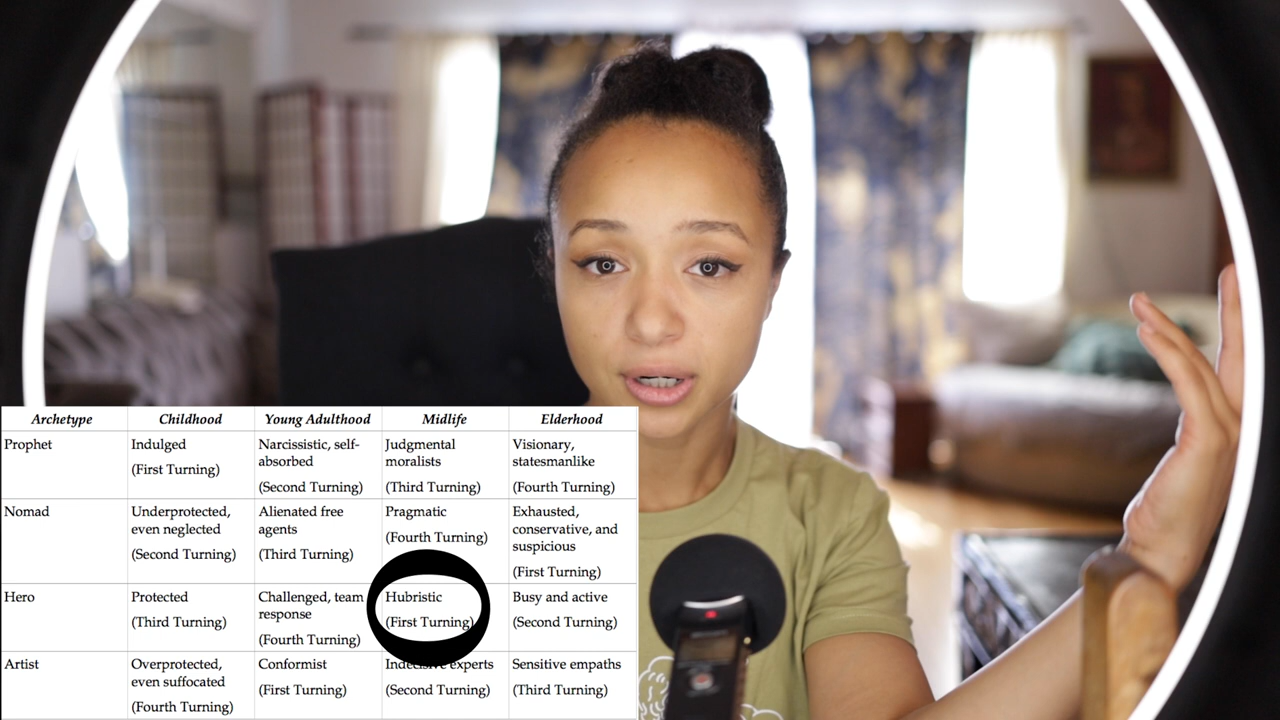 Archetype Childhood Young Adulthood Midlife Elderhood
Prophet Indulged Narcissistic, self- Judgmental Visionary,
absorbed moralists statesmanlike
(First Turning)
(Second Turning) (Third Turning) (Fourth Turning)
Nomad Underprotected, Alienated free Pragmatic Exhausted,
even neglected agents conservative, and
(Fourth Turning)
suspicious
(Second Turning) (Third Turning)
(First Turning)
Hero Protected Challenged, team Hubristic Busy and active
response
(Third Turning) (First Turning) (Second Turning)
(Fourth Turning)
Artist Overprotected, Conformist Indecisive experts Sensitive empaths
even suffocated
(First Turning) (Second Turning) (Third Turning)
(Fourth Turning)